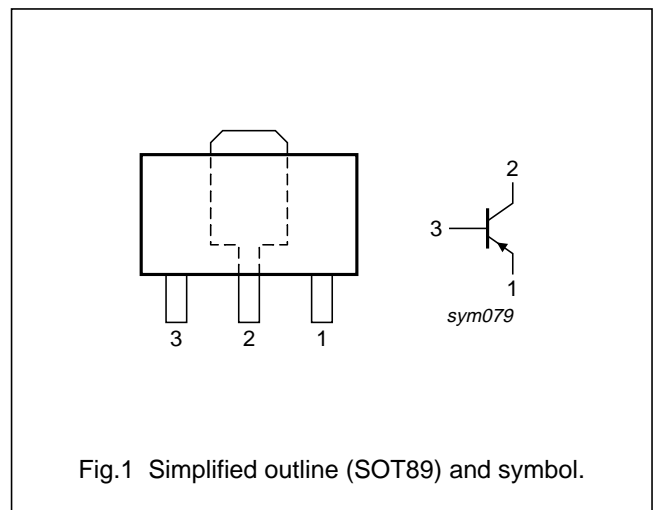 2
3
1
sym079
3 2 1
Fig.1 Simplified outline (SOT89) and symbol.